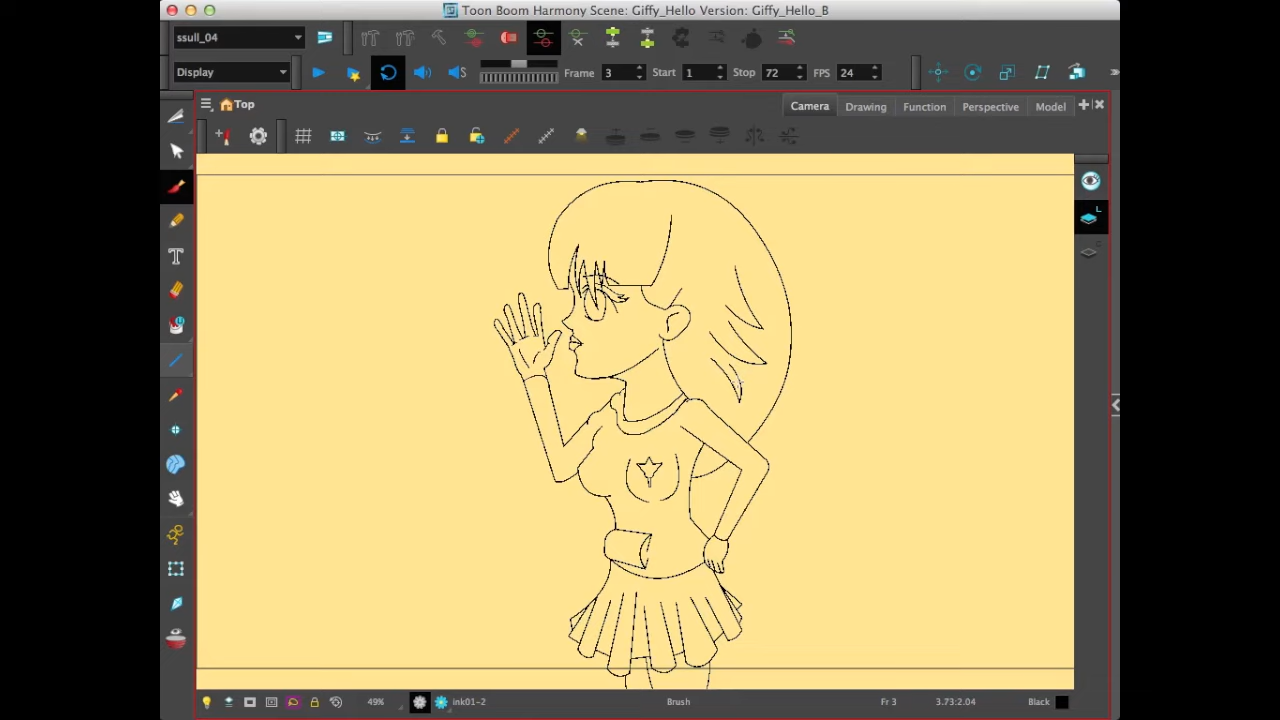 Toon Boom Harmony Scene: Giffy_Hello Version: Giffy_Hello_B
ssull_04
Display
Frame 3 Start 1 Stop 72 FPS 24
Top
Camera Drawing Function Perspective Model
T
L
C
49% ink01-2 Brush Fr 3 3.73:2.04 Black